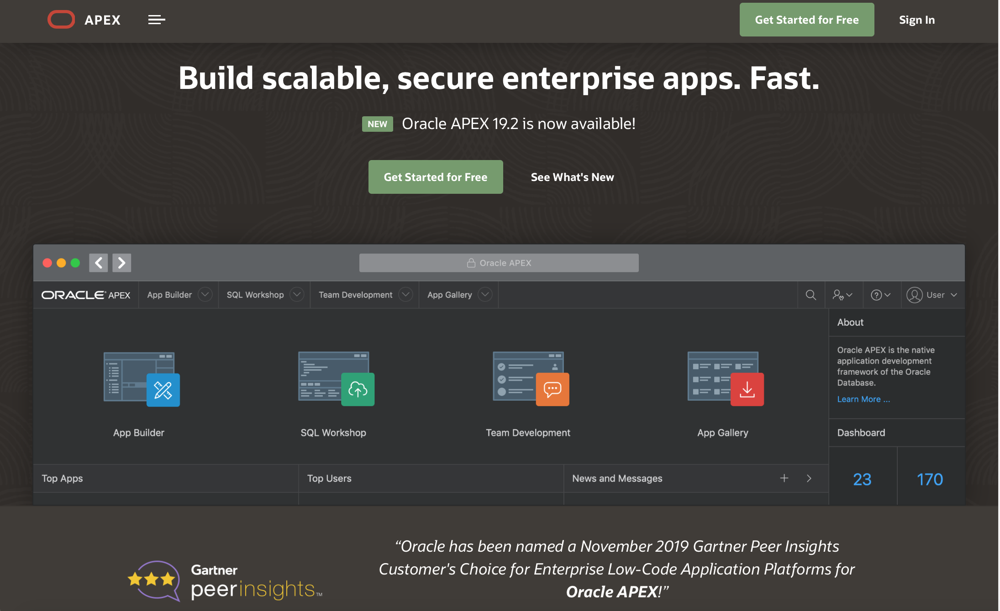 APEX
Get Started for Free
Sign In
Build scalable, secure enterprise apps. Fast.
NEW Oracle APEX 19.2 is now available!
Get Started for Free
See What's New
Oracle APEX
ORACLE® APEX
App Builder
SQL Workshop
Team Development
App Gallery
?
User
About
Oracle APEX is the native
application development
framework of the Oracle
Database.
Learn More ...
App Builder
SQL Workshop
Team Development
App Gallery
Dashboard
Top Apps
Top Users
News and Messages
23
170
“Oracle has been named a November 2019 Gartner Peer Insights
Customer's Choice for Enterprise Low-Code Application Platforms for
Oracle APEX!”
Gartner
peerinsights™